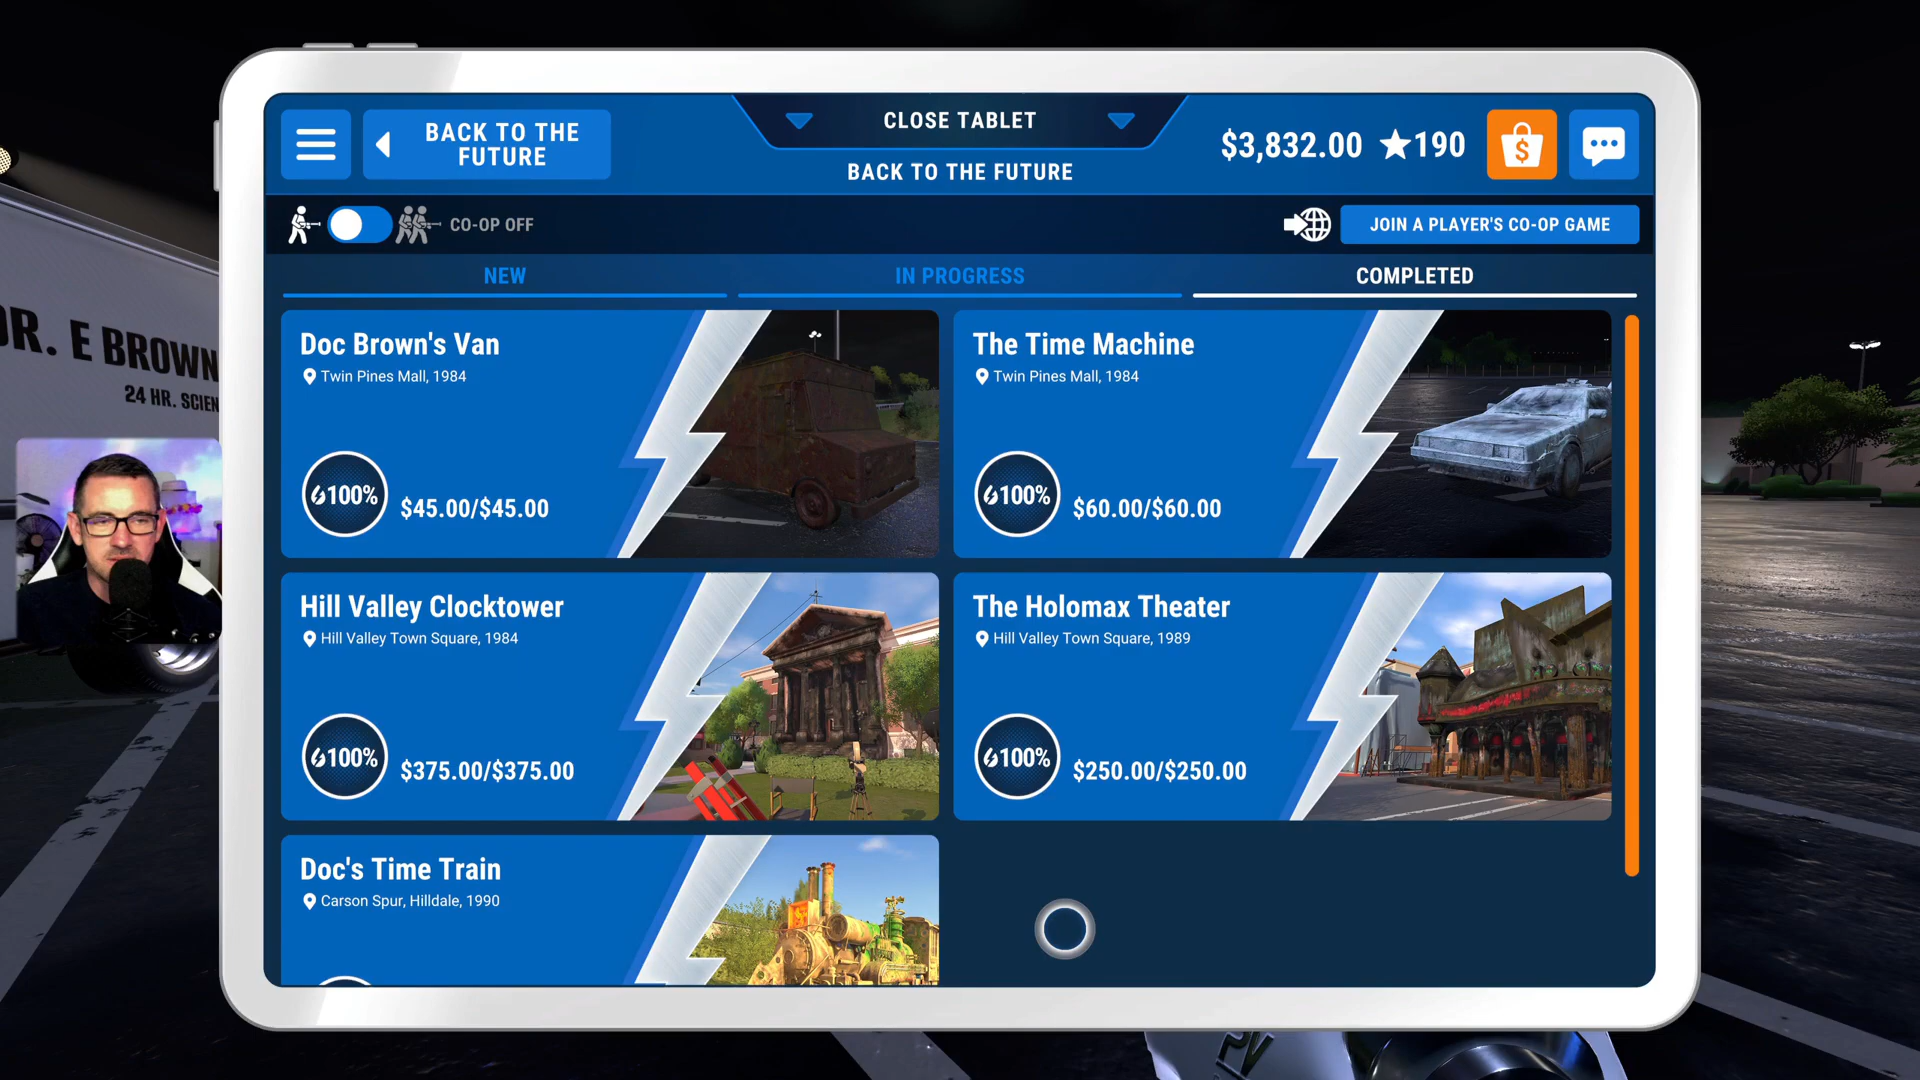 BACK TO THE
FUTURE
CLOSE TABLET
BACK TO THE FUTURE
$3,832.00
190
CO-OP OFF
JOIN A PLAYER'S CO-OP GAME
NEW
IN PROGRESS
COMPLETED
Doc Brown's Van
Twin Pines Mall, 1984
100%
$45.00/$45.00
The Time Machine
Twin Pines Mall, 1984
100%
$60.00/$60.00
Hill Valley Clocktower
Hill Valley Town Square, 1984
100%
$375.00/$375.00
The Holomax Theater
Hill Valley Town Square, 1989
100%
$250.00/$250.00
Doc's Time Train
Carson Spur, Hilldale, 1990
DR. E BROWN
24 HR. SCIEN